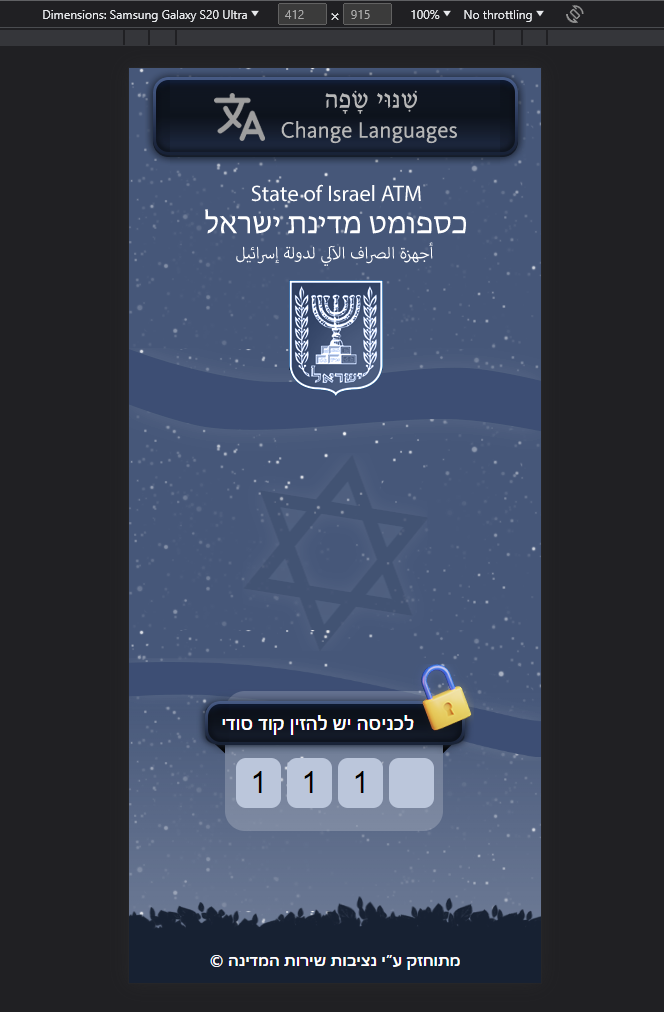 Dimensions: Samsung Galaxy S20 Ultra 412 × 915 100% No throttling
שִׁנּוּי שָׂפָה
Change Languages
State of Israel ATM
כספומט מדינת ישראל
أجهزة الصراف الآلي لدولة إسرائيل
ישראל
לכניסה יש להזין קוד סודי
1 1 1
מתוחזק ע״י נציבות שירות המדינה ©